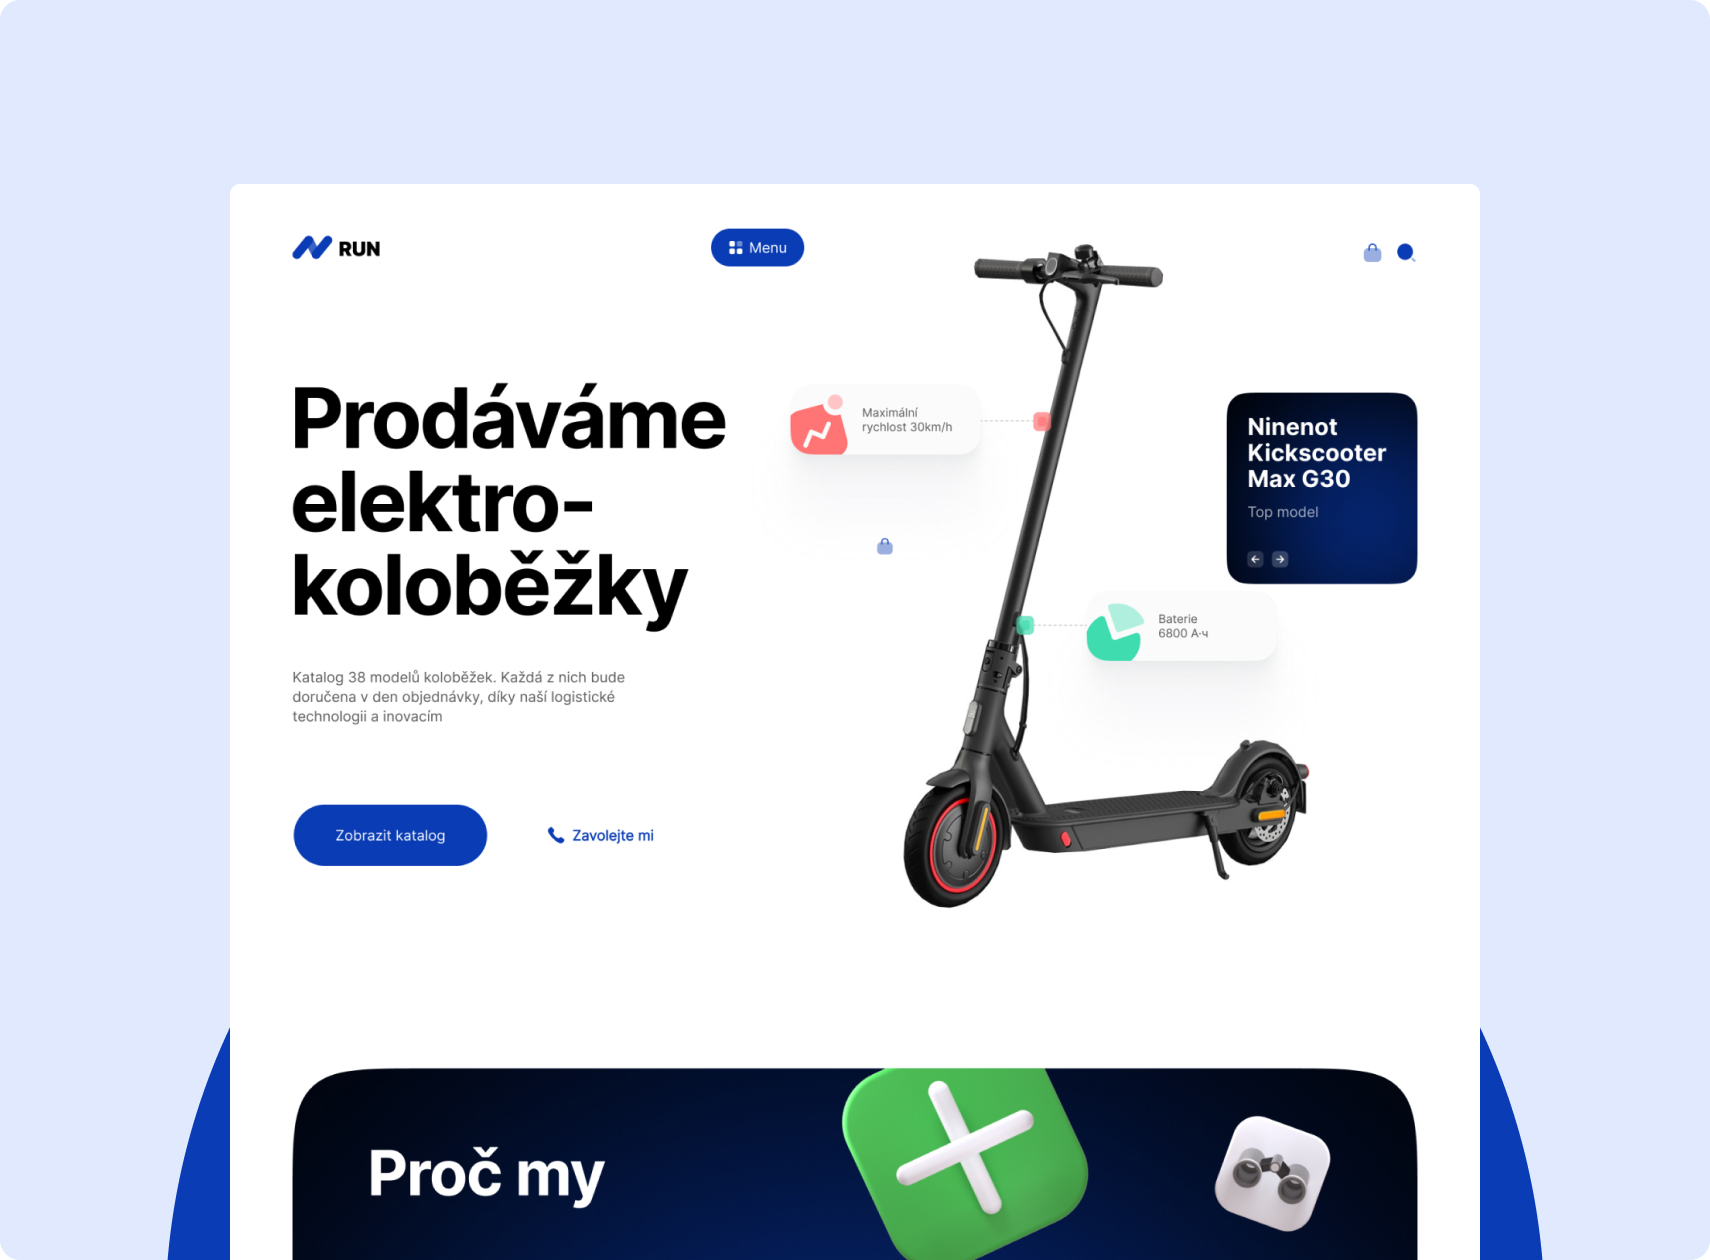 RUN
Menu
Prodáváme
elektro-
koloběžky
Maximální
rychlost 30km/h
Ninenot
Kickscooter
Max G30
Top model
Baterie
6800 А·ч
Katalog 38 modelů koloběžek. Každá z nich bude
doručena v den objednávky, díky naší logistické
technologii a inovacím
Zobrazit katalog
Zavolejte mi
Proč my